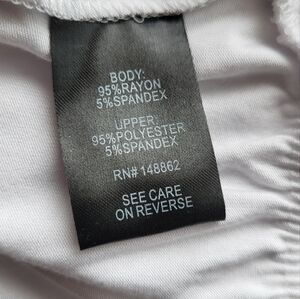 BODY:
95%RAYON
5%SPANDEX
UPPER:
95%POLYESTER
5%SPANDEX
RN# 148862
SEE CARE
ON REVERSE